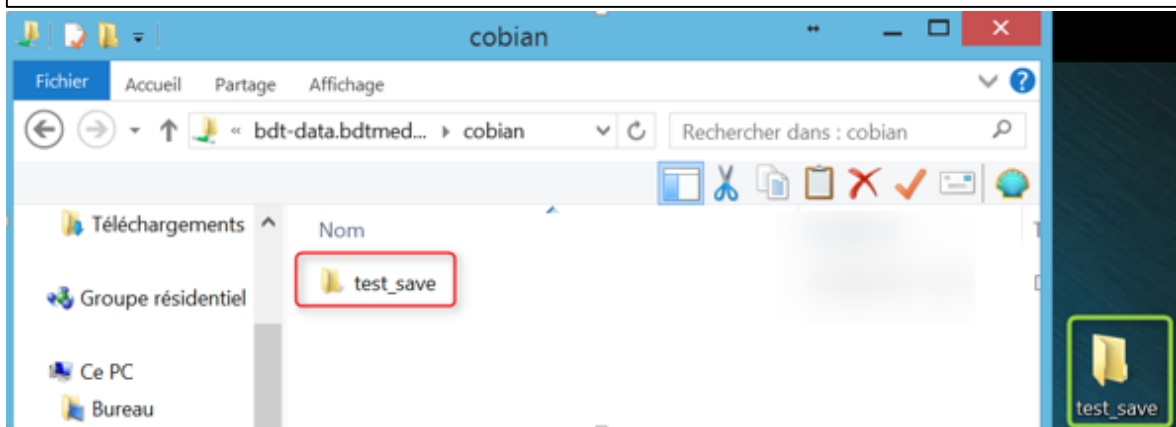 cobian
Fichier Accueil Partage Affichage
« bdt-data.bdtmed... cobian Rechercher dans : cobian
Téléchargements Nom
test_save
Groupe résidentiel
Ce PC
Bureau
test_save